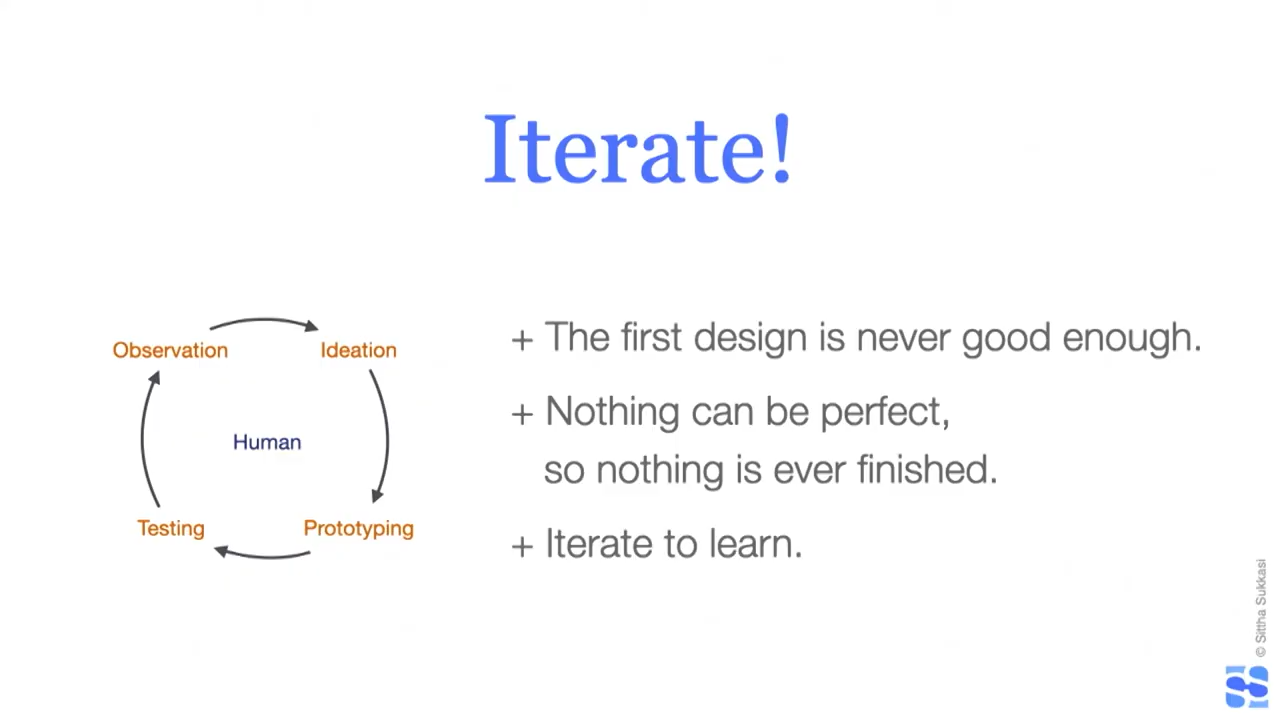 Iterate!
Observation
Ideation
Human
Testing
Prototyping
+ The first design is never good enough.
+ Nothing can be perfect,
so nothing is ever finished.
+ Iterate to learn.
© Sittha Sukkasi